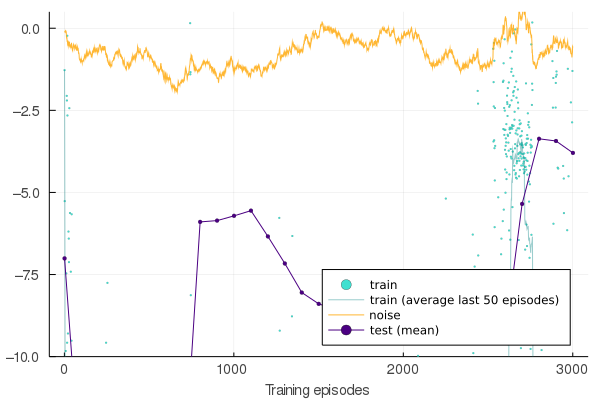 0.0
−2.5
−5.0
−7.5
−10.0
0
1000
2000
3000
Training episodes
train
train (average last 50 episodes)
noise
test (mean)